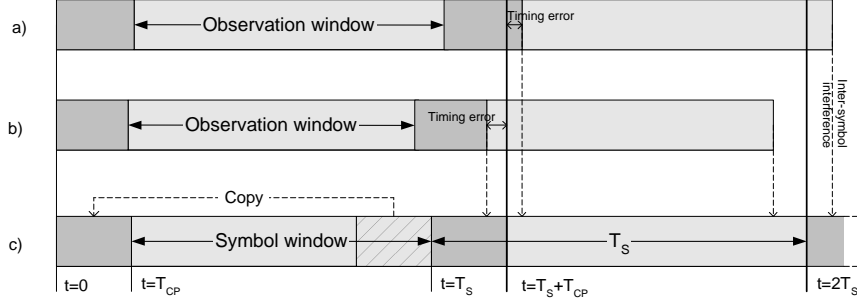 a)
Observation window
Timing error
b)
Observation window
Timing error
Inter-symbol
interference
Copy
c)
Symbol window
T_S
t=0
t=T_CP
t=T_S
t=T_S+T_CP
t=2T_S